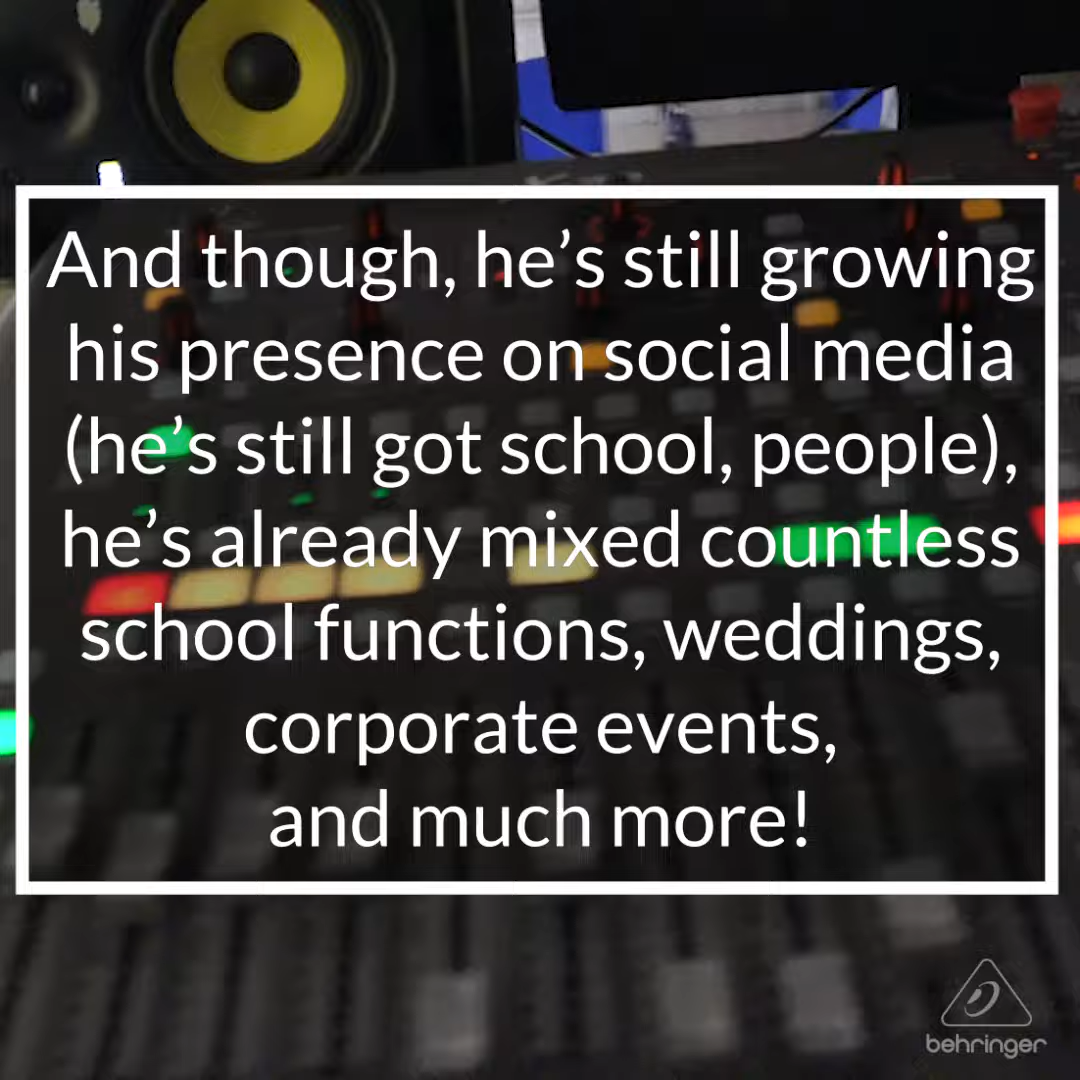 And though, he’s still growing
his presence on social media
(he’s still got school, people),
he’s already mixed countless
school functions, weddings,
corporate events,
and much more!
behringer